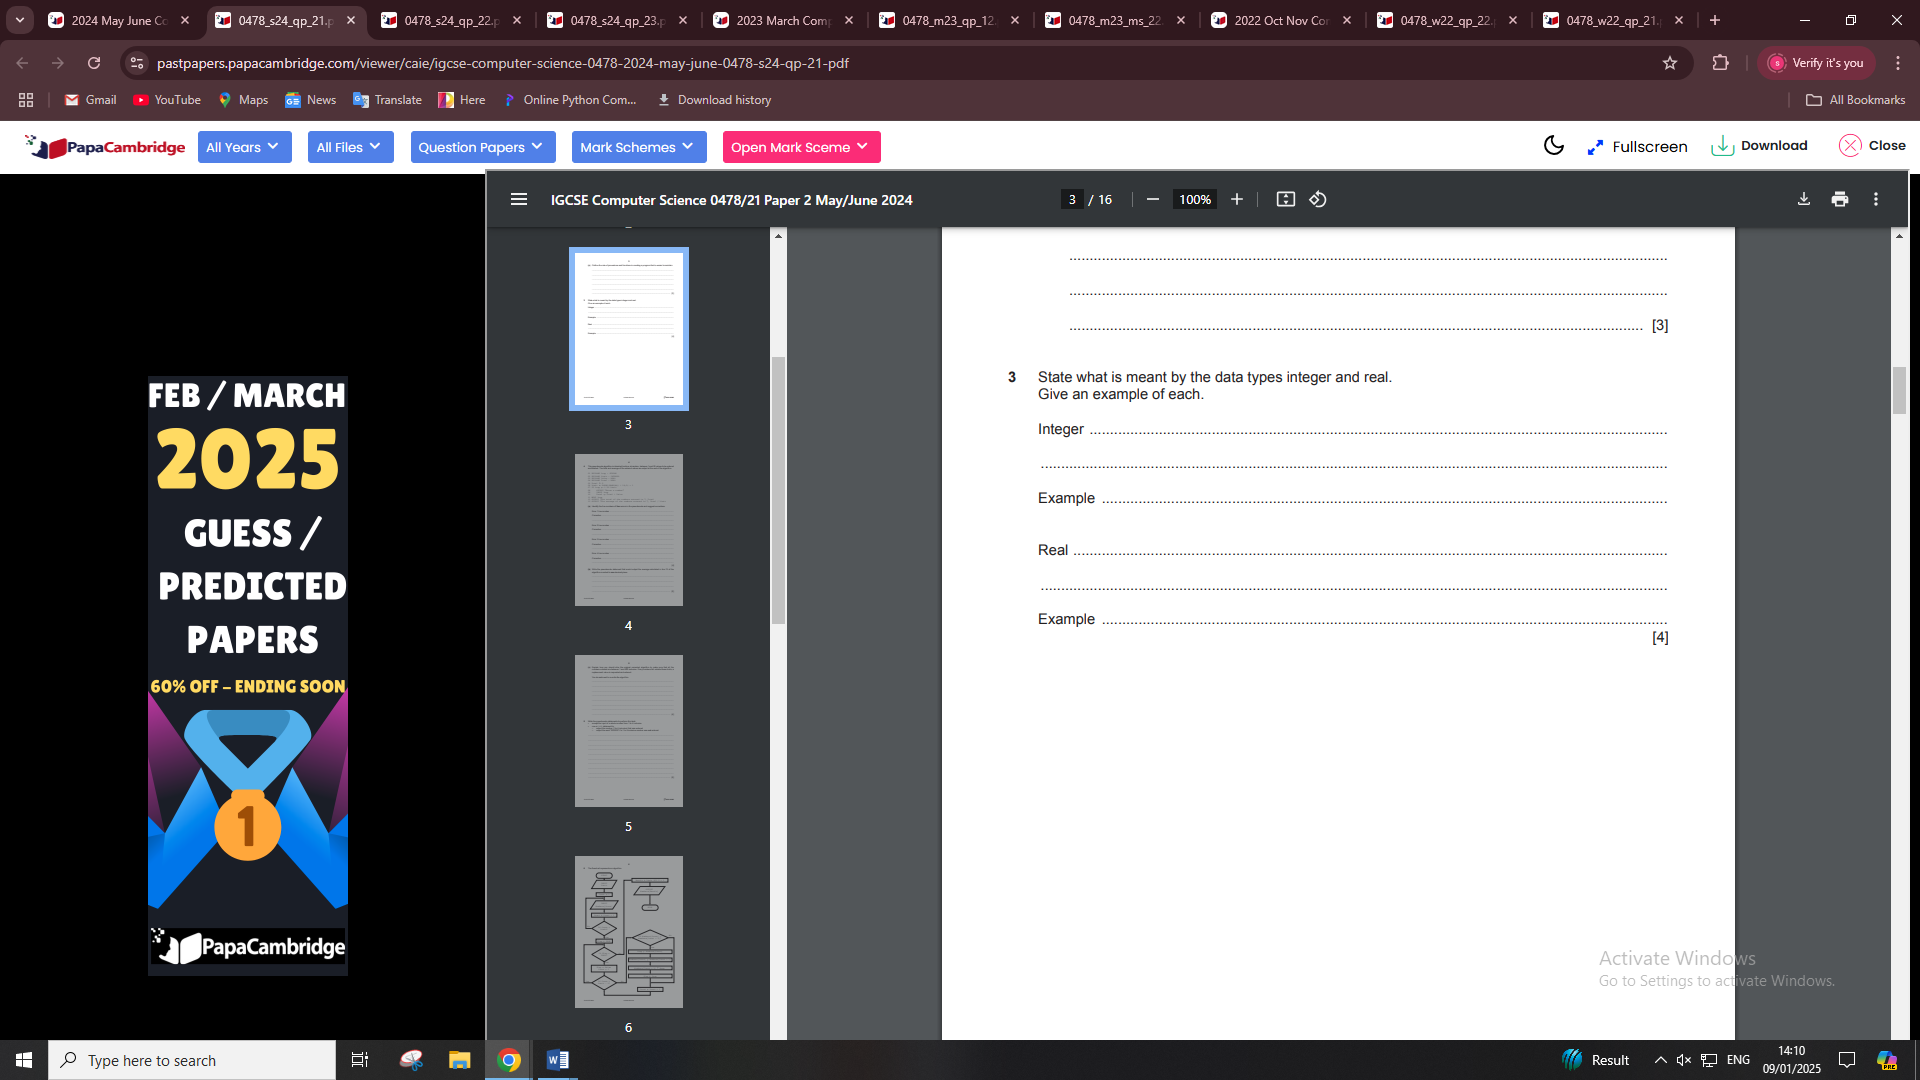 2024 May June Co
0478_s24_qp_21.p
0478_s24_qp_22.p
0478_s24_qp_23.p
2023 March Comp
0478_m23_qp_12.
0478_m23_ms_22.
2022 Oct Nov Con
0478_w22_qp_22.
0478_w22_qp_21.p
pastpapers.papacambridge.com/viewer/caie/igcse-computer-science-0478-2024-may-june-0478-s24-qp-21-pdf
Verify it's you
Gmail
YouTube
Maps
News
Translate
Here
Online Python Com...
Download history
All Bookmarks
PapaCambridge
All Years
All Files
Question Papers
Mark Schemes
Open Mark Sceme
Fullscreen
Download
Close
IGCSE Computer Science 0478/21 Paper 2 May/June 2024
3 / 16
100%
FEB / MARCH
2025
GUESS /
PREDICTED
PAPERS
60% OFF – ENDING SOON
1
PapaCambridge
3
4
5
6
[3]
3 State what is meant by the data types integer and real.
Give an example of each.
Integer
Example
Real
Example
[4]
Activate Windows
Go to Settings to activate Windows.
Type here to search
Result
ENG
14:10
09/01/2025